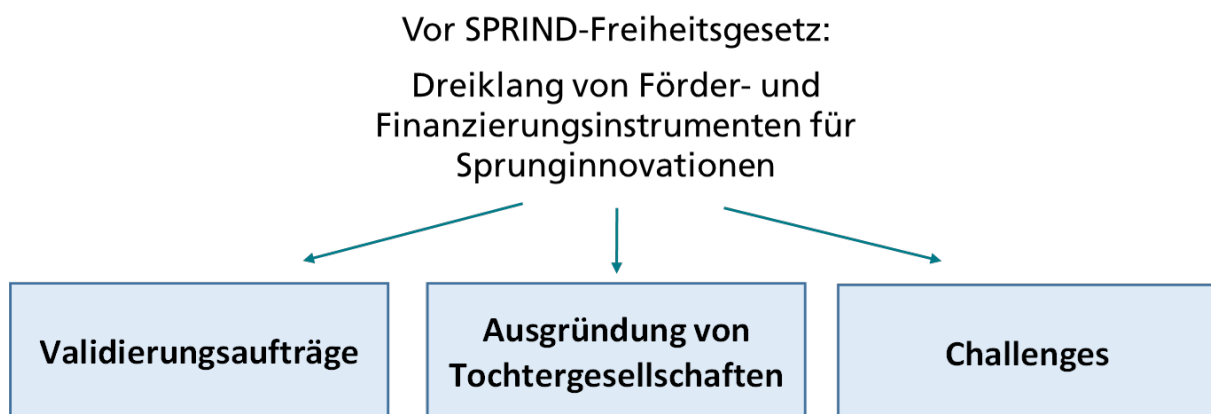 Vor SPRIND-Freiheitsgesetz:
Dreiklang von Förder- und
Finanzierungsinstrumenten für
Sprunginnovationen
Validierungsaufträge
Ausgründung von
Tochtergesellschaften
Challenges